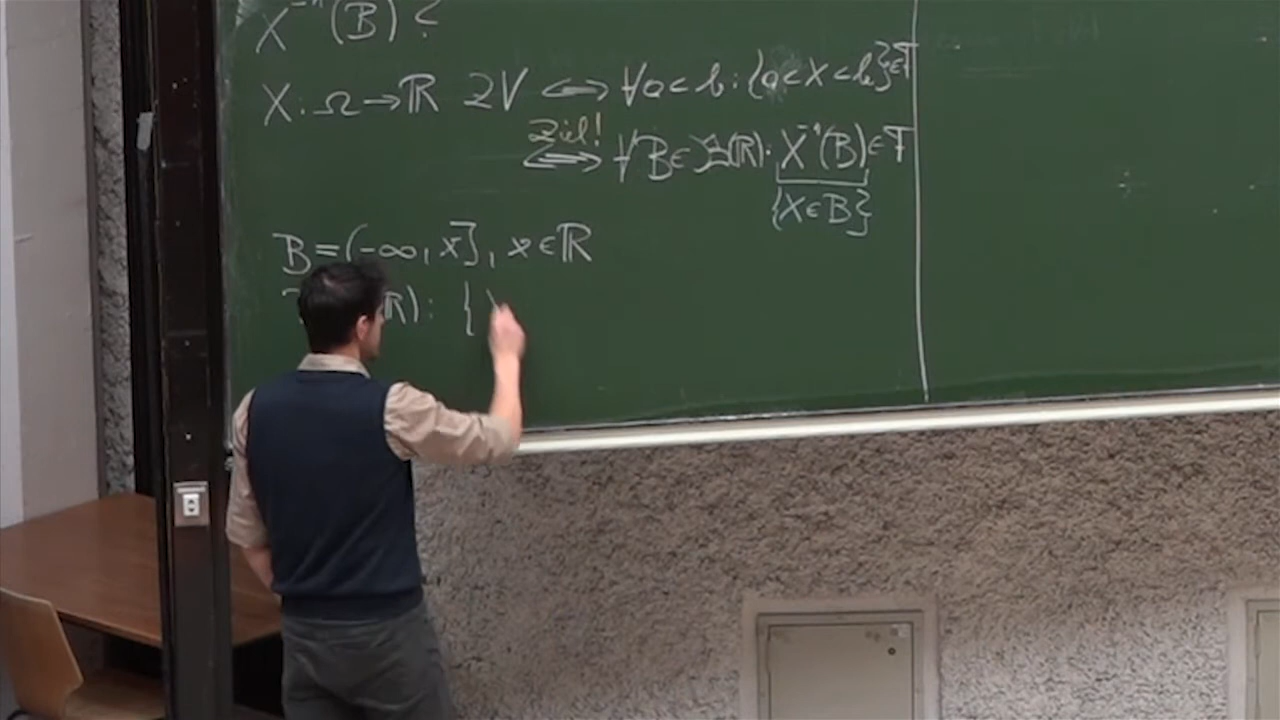 X⁻¹(B) ?
X: Ω → ℝ ZV ⟺ ∀a<b: {a<X<b}∈ℱ
Ziel!
⟺ ∀B∈𝓑(ℝ): X⁻¹(B)∈ℱ
{X∈B}
B=(-∞, x], x∈ℝ
ℝ): {